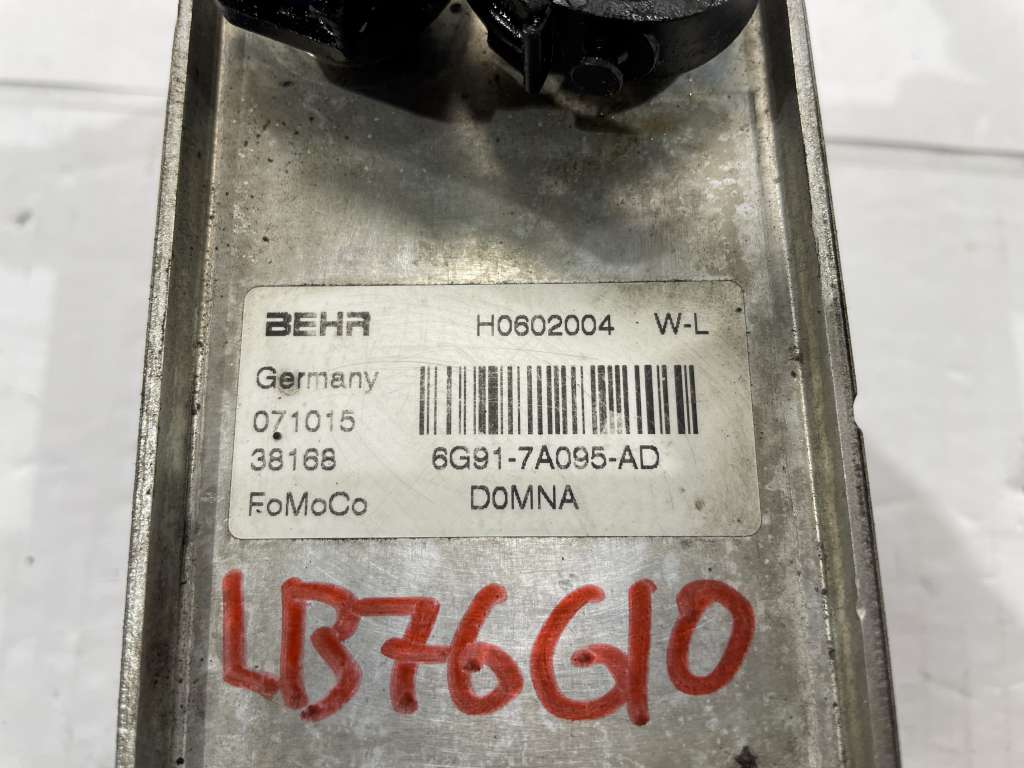 BEHR H0602004 W-L
Germany
071015
38168 6G91-7A095-AD
FoMoCo D0MNA
LB76G10